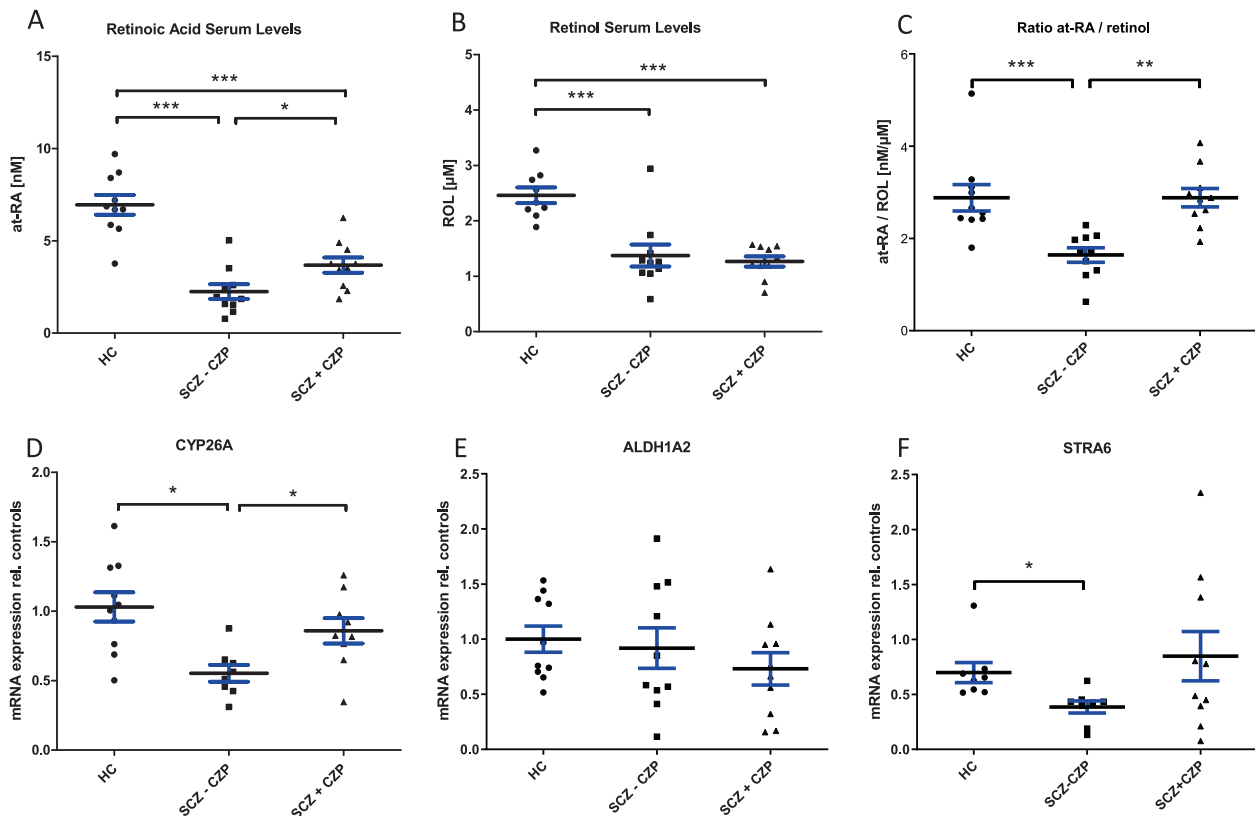 A
Retinoic Acid Serum Levels
at-RA [nM]
15
10
5
0
***
***
*
HC
SCZ - CZP
SCZ + CZP
B
Retinol Serum Levels
ROL [µM]
5
4
3
2
1
0
***
***
HC
SCZ - CZP
SCZ + CZP
C
Ratio at-RA / retinol
at-RA / ROL [nM/µM]
6
4
2
0
***
**
HC
SCZ - CZP
SCZ + CZP
D
CYP26A
mRNA expression rel. controls
2.0
1.5
1.0
0.5
0.0
*
*
HC
SCZ - CZP
SCZ + CZP
E
ALDH1A2
mRNA expression rel. controls
2.5
2.0
1.5
1.0
0.5
0.0
HC
SCZ - CZP
SCZ + CZP
F
STRA6
mRNA expression rel. controls
2.5
2.0
1.5
1.0
0.5
0.0
*
HC
SCZ-CZP
SCZ+CZP